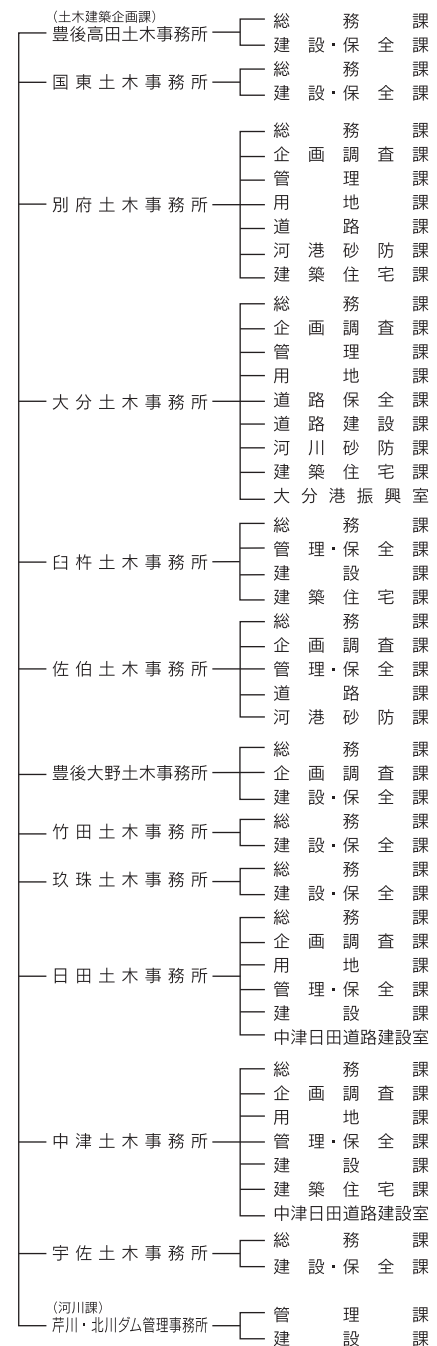 (土木建築企画課)
豊後高田土木事務所
総務課
建設・保全課
国東土木事務所
総務課
建設・保全課
別府土木事務所
総務課
企画調査課
管理課
用地課
道路課
河港砂防課
建築住宅課
大分土木事務所
総務課
企画調査課
管理課
用地課
道路保全課
道路建設課
河川砂防課
建築住宅課
大分港振興室
臼杵土木事務所
総務課
管理・保全課
建設課
建築住宅課
佐伯土木事務所
総務課
企画調査課
管理・保全課
道路課
河港砂防課
豊後大野土木事務所
総務課
企画調査課
建設・保全課
竹田土木事務所
総務課
建設・保全課
玖珠土木事務所
総務課
建設・保全課
日田土木事務所
総務課
企画調査課
用地課
管理・保全課
建設課
中津日田道路建設室
中津土木事務所
総務課
企画調査課
用地課
管理・保全課
建設課
建築住宅課
中津日田道路建設室
宇佐土木事務所
総務課
建設・保全課
(河川課)
芹川・北川ダム管理事務所
管理課
建設課